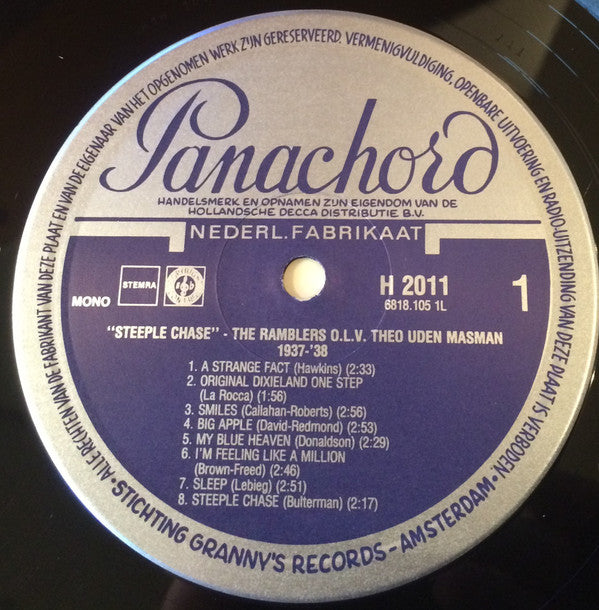 ALLE RECHTEN VAN DE FABRIKANT VAN DEZE PLAAT EN VAN DE EIGENAAR VAN HET OPGENOMEN WERK ZIJN GERESERVEERD. VERMENIGVULDIGING, OPENBARE UITVOERING EN RADIO-UITZENDING VAN DEZE PLAAT IS VERBODEN
Panachord
HANDELSMERK EN OPNAMEN ZIJN EIGENDOM VAN DE
HOLLANDSCHE DECCA DISTRIBUTIE B.V.
NEDERL. FABRIKAAT
MONO
STEMRA
H 2011
6818.105 1L
1
"STEEPLE CHASE" - THE RAMBLERS O.L.V. THEO UDEN MASMAN
1937-'38
1. A STRANGE FACT (Hawkins) (2:33)
2. ORIGINAL DIXIELAND ONE STEP
(La Rocca) (1:56)
3. SMILES (Callahan-Roberts) (2:56)
4. BIG APPLE (David-Redmond) (2:53)
5. MY BLUE HEAVEN (Donaldson) (2:29)
6. I'M FEELING LIKE A MILLION
(Brown-Freed) (2:46)
7. SLEEP (Lebieg) (2:51)
8. STEEPLE CHASE (Bulterman) (2:17)
• STICHTING GRANNY'S RECORDS - AMSTERDAM •